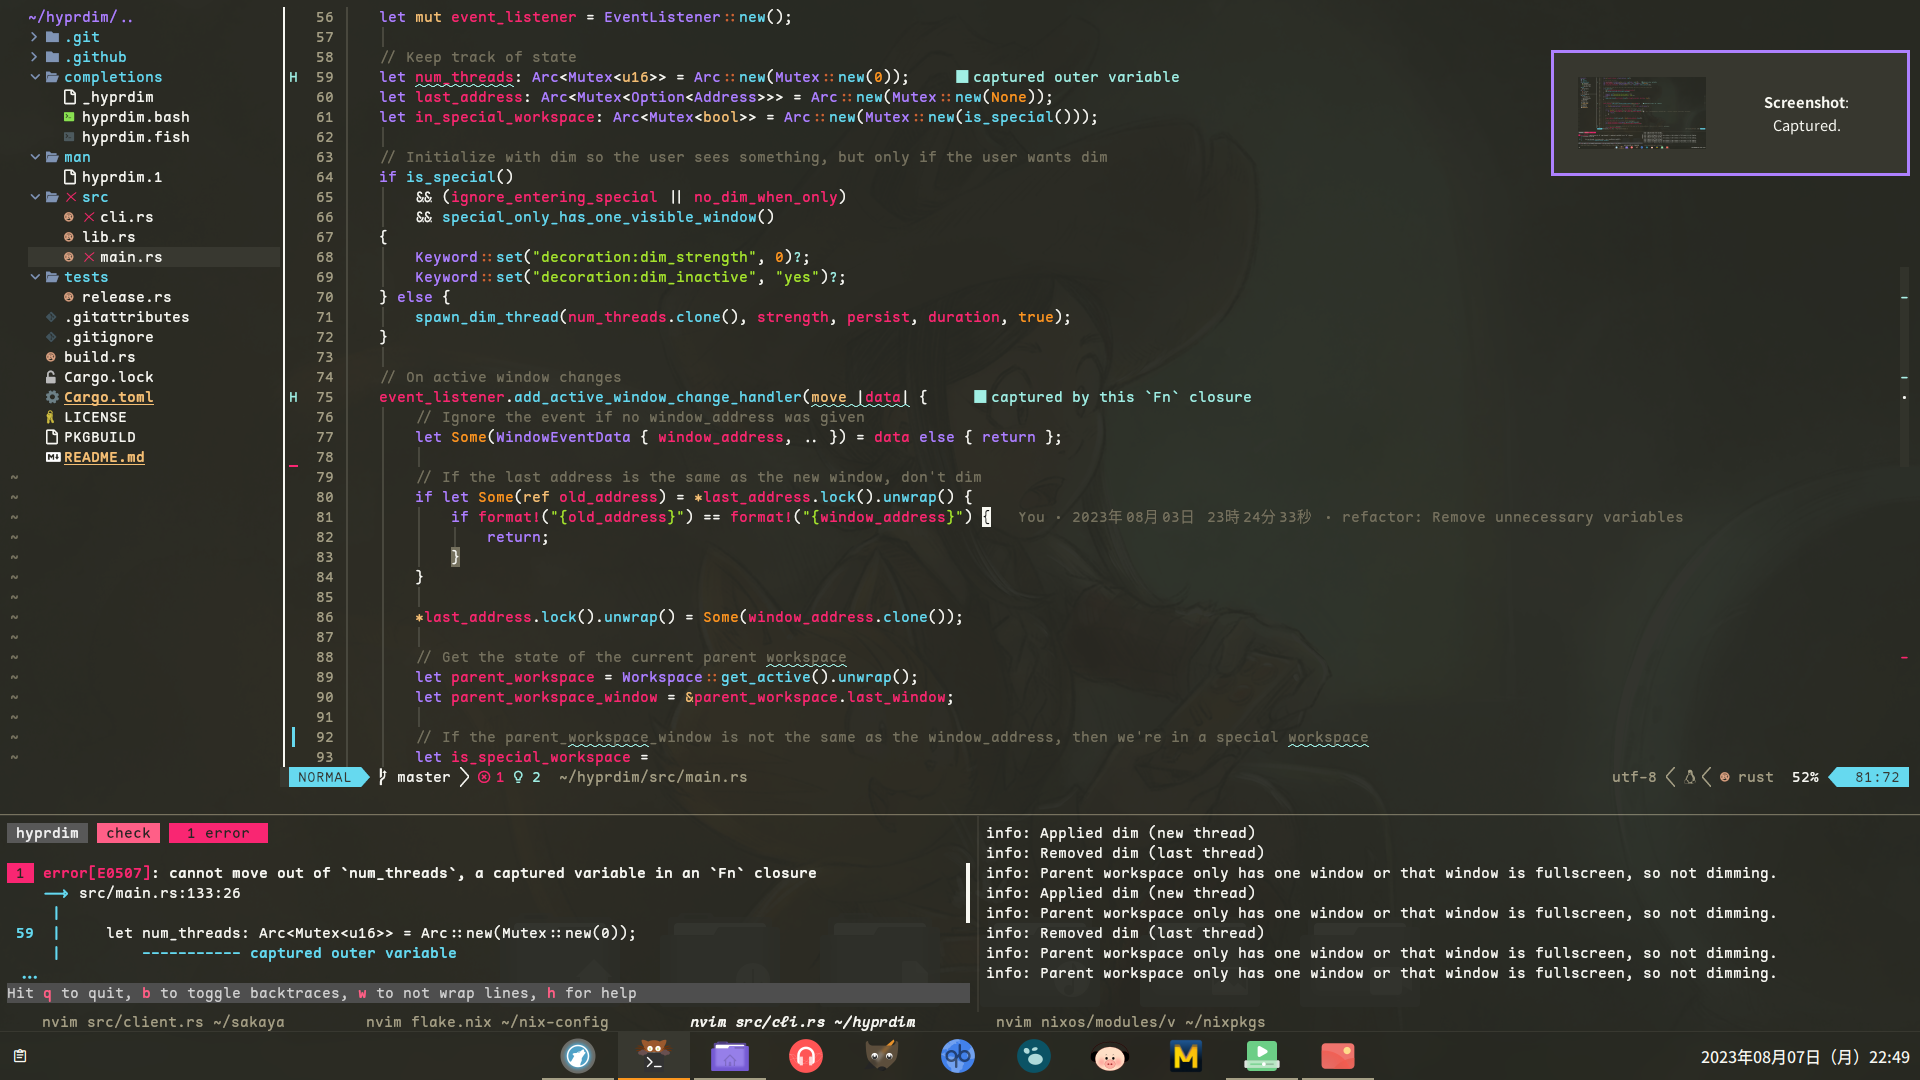 ~/hyprdim/..
.git
.github
completions
_hyprdim
hyprdim.bash
hyprdim.fish
man
hyprdim.1
src
cli.rs
lib.rs
main.rs
tests
release.rs
.gitattributes
.gitignore
build.rs
Cargo.lock
Cargo.toml
LICENSE
PKGBUILD
README.md
56 let mut event_listener = EventListener::new();
57
58 // Keep track of state
H 59 let num_threads: Arc<Mutex<u16>> = Arc::new(Mutex::new(0)); captured outer variable
60 let last_address: Arc<Mutex<Option<Address>>> = Arc::new(Mutex::new(None));
61 let in_special_workspace: Arc<Mutex<bool>> = Arc::new(Mutex::new(is_special()));
62
63 // Initialize with dim so the user sees something, but only if the user wants dim
64 if is_special()
65 && (ignore_entering_special || no_dim_when_only)
66 && special_only_has_one_visible_window()
67 {
68 Keyword::set("decoration:dim_strength", 0)?;
69 Keyword::set("decoration:dim_inactive", "yes")?;
70 } else {
71 spawn_dim_thread(num_threads.clone(), strength, persist, duration, true);
72 }
73
74 // On active window changes
H 75 event_listener.add_active_window_change_handler(move |data| { captured by this `Fn` closure
76 // Ignore the event if no window_address was given
77 let Some(WindowEventData { window_address, .. }) = data else { return };
78
79 // If the last address is the same as the new window, don't dim
80 if let Some(ref old_address) = *last_address.lock().unwrap() {
81 if format!("{old_address}") == format!("{window_address}") { You · 2023年08月03日 23時24分33秒 · refactor: Remove unnecessary variables
82 return;
83 }
84 }
85
86 *last_address.lock().unwrap() = Some(window_address.clone());
87
88 // Get the state of the current parent workspace
89 let parent_workspace = Workspace::get_active().unwrap();
90 let parent_workspace_window = &parent_workspace.last_window;
91
92 // If the parent_workspace_window is not the same as the window_address, then we're in a special workspace
93 let is_special_workspace =
NORMAL master 1 2 ~/hyprdim/src/main.rs utf-8 rust 52% 81:72
Screenshot:
Captured.
hyprdim check 1 error
1 error[E0507]: cannot move out of `num_threads`, a captured variable in an `Fn` closure
⟶ src/main.rs:133:26
|
59 | let num_threads: Arc<Mutex<u16>> = Arc::new(Mutex::new(0));
| ----------- captured outer variable
...
Hit q to quit, b to toggle backtraces, w to not wrap lines, h for help
info: Applied dim (new thread)
info: Removed dim (last thread)
info: Parent workspace only has one window or that window is fullscreen, so not dimming.
info: Applied dim (new thread)
info: Parent workspace only has one window or that window is fullscreen, so not dimming.
info: Removed dim (last thread)
info: Parent workspace only has one window or that window is fullscreen, so not dimming.
info: Parent workspace only has one window or that window is fullscreen, so not dimming.
nvim src/client.rs ~/sakaya nvim flake.nix ~/nix-config nvim src/cli.rs ~/hyprdim nvim nixos/modules/v ~/nixpkgs
2023年08月07日（月）22:49